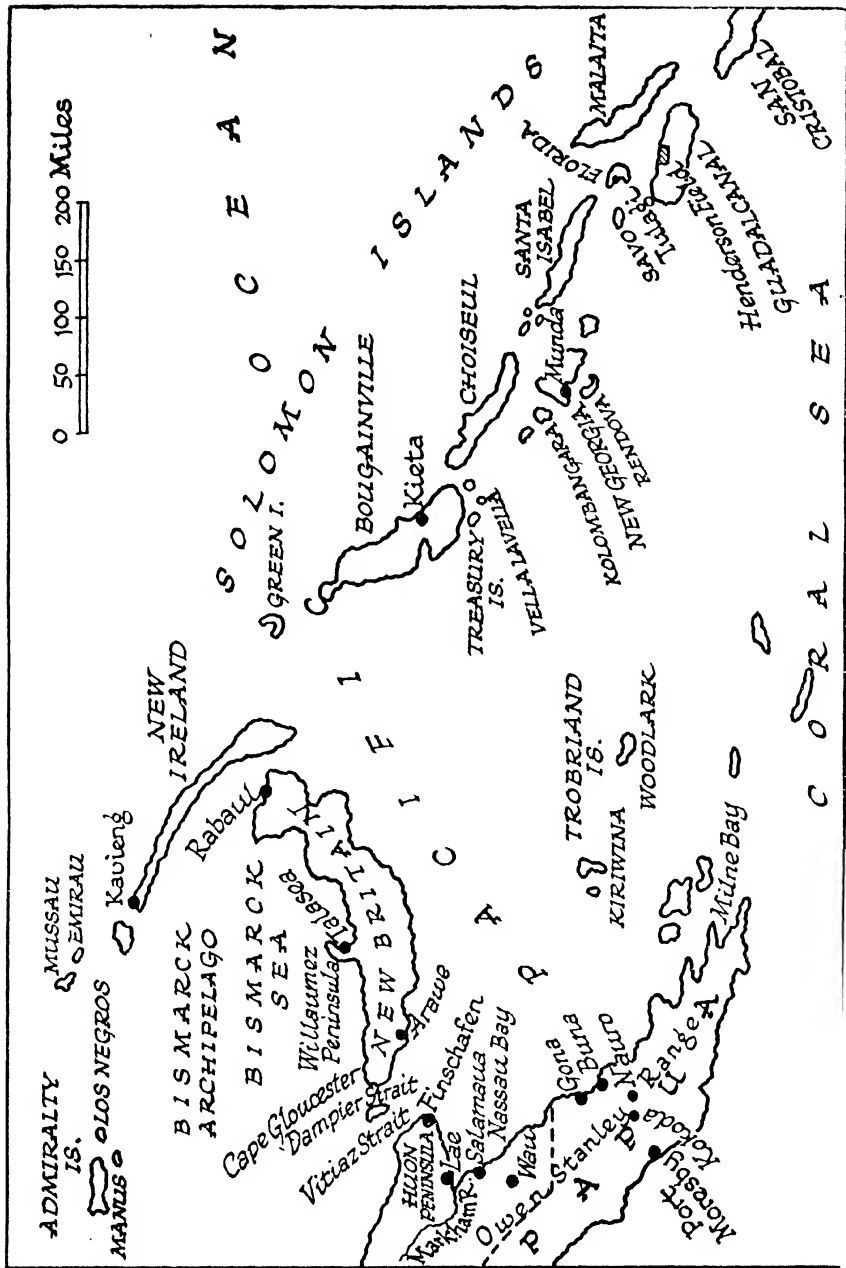 ADMIRALTY
IS.
MUSSAU
EMIRAU
LOS NEGROS
MANUS
Kavieng
NEW
IRELAND
BISMARCK
ARCHIPELAGO
BISMARCK
SEA
Rabaul
Willaumez
Peninsula
Talasea
NEW BRITAIN
Cape Gloucester
Dampier Strait
Arawe
Vitiaz Strait
Finschafen
HUON
PENINSULA
Lae
Markham R.
Salamaua
Nassau Bay
Wau
Owen Stanley Range
PAPUA
Gona
Buna
Nauro
Kokoda
Port
Moresby
Milne Bay
TROBRIAND
IS.
KIRIWINA
WOODLARK
PACIFIC OCEAN
0 50 100 150 200 Miles
SOLOMON ISLANDS
GREEN I.
BOUGAINVILLE
Kieta
TREASURY
IS.
VELLA LAVELLA
CHOISEUL
KOLOMBANGARA
NEW GEORGIA
RENDOVA
Munda
SANTA
ISABEL
FLORIDA
MALAITA
SAVO
Tulagi
Henderson Field
GUADALCANAL
SAN
CRISTOBAL
CORAL SEA